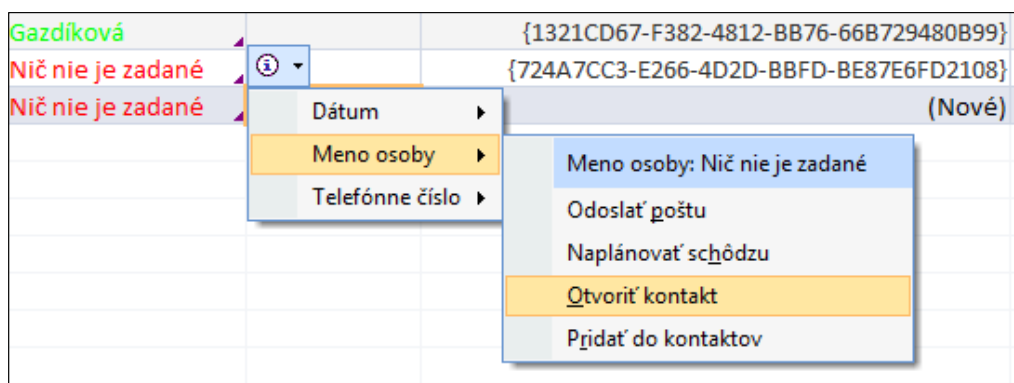 Gazdíková {1321CD67-F382-4812-BB76-66B729480B99}
Nič nie je zadané {724A7CC3-E266-4D2D-BBFD-BE87E6FD2108}
Nič nie je zadané (Nové)
Dátum
Meno osoby
Telefónne číslo
Meno osoby: Nič nie je zadané
Odoslať poštu
Naplánovať schôdzu
Otvoriť kontakt
Pridať do kontaktov